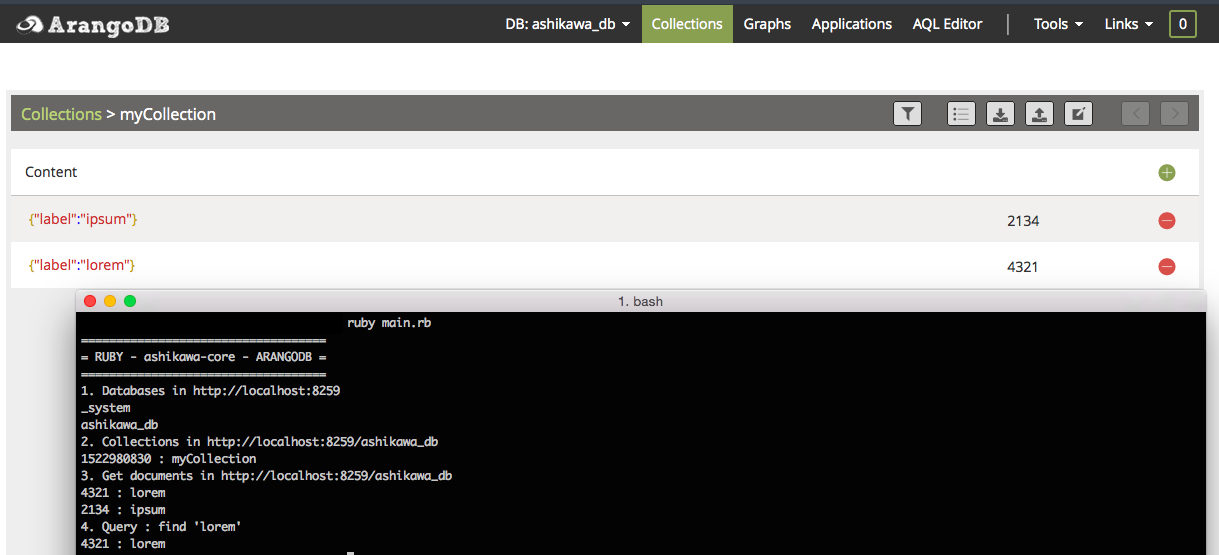 ArangoDB DB: ashikawa_db Collections Graphs Applications AQL Editor Tools Links 0
Collections > myCollection
Content
{"label":"ipsum"} 2134
{"label":"lorem"} 4321
1. bash
ruby main.rb
===================================
= RUBY - ashikawa-core - ARANGODB =
===================================
1. Databases in http://localhost:8259
_system
ashikawa_db
2. Collections in http://localhost:8259/ashikawa_db
1522980830 : myCollection
3. Get documents in http://localhost:8259/ashikawa_db
4321 : lorem
2134 : ipsum
4. Query : find 'lorem'
4321 : lorem